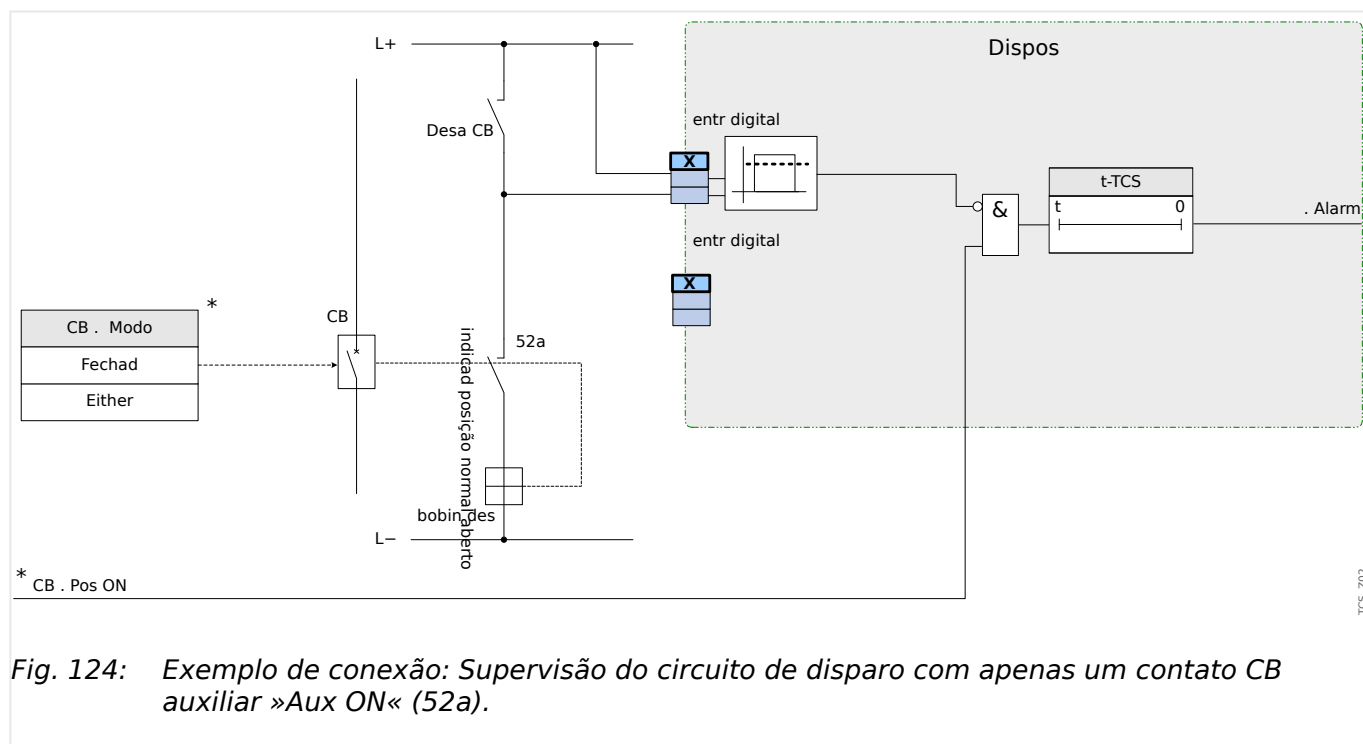 L+
Dispos
entr digital
Desa CB
X
t-TCS
t 0
&
. Alarm
entr digital
X
*
CB . Modo
CB
Fechad
Either
52a
indicad posição normal aberto
bobin des
L−
*
CB . Pos ON
TCS_Z02
Fig. 124: Exemplo de conexão: Supervisão do circuito de disparo com apenas um contato CB
auxiliar »Aux ON« (52a).